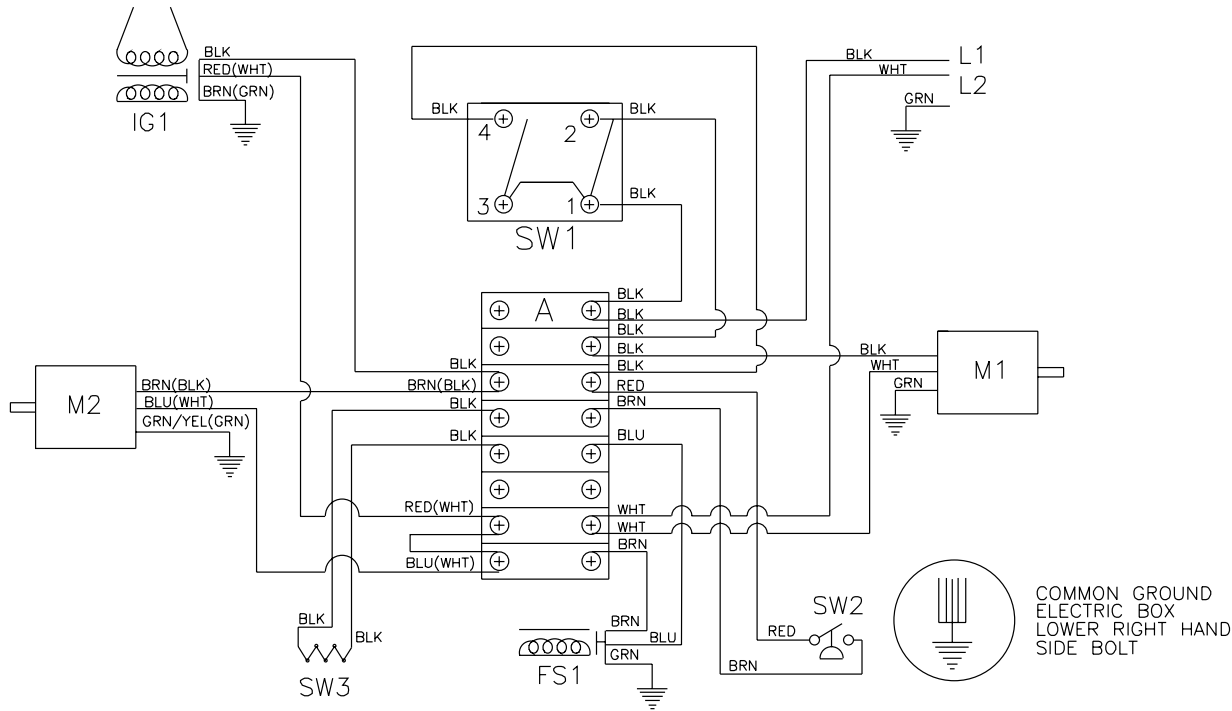 BLK
RED(WHT)
BRN(GRN)
IG1
BLK
BLK
4
2
3
1
BLK
SW1
BLK
L1
WHT
L2
GRN
A
BLK
BLK
BLK
BLK
BLK
RED
BRN
BLU
WHT
WHT
BRN
BLK
BRN(BLK)
BLK
BLK
RED(WHT)
BLU(WHT)
M2
BRN(BLK)
BLU(WHT)
GRN/YEL(GRN)
BLK
WHT
GRN
M1
BLK
BLK
SW3
BRN
BLU
GRN
FS1
SW2
RED
BRN
COMMON GROUND
ELECTRIC BOX
LOWER RIGHT HAND
SIDE BOLT